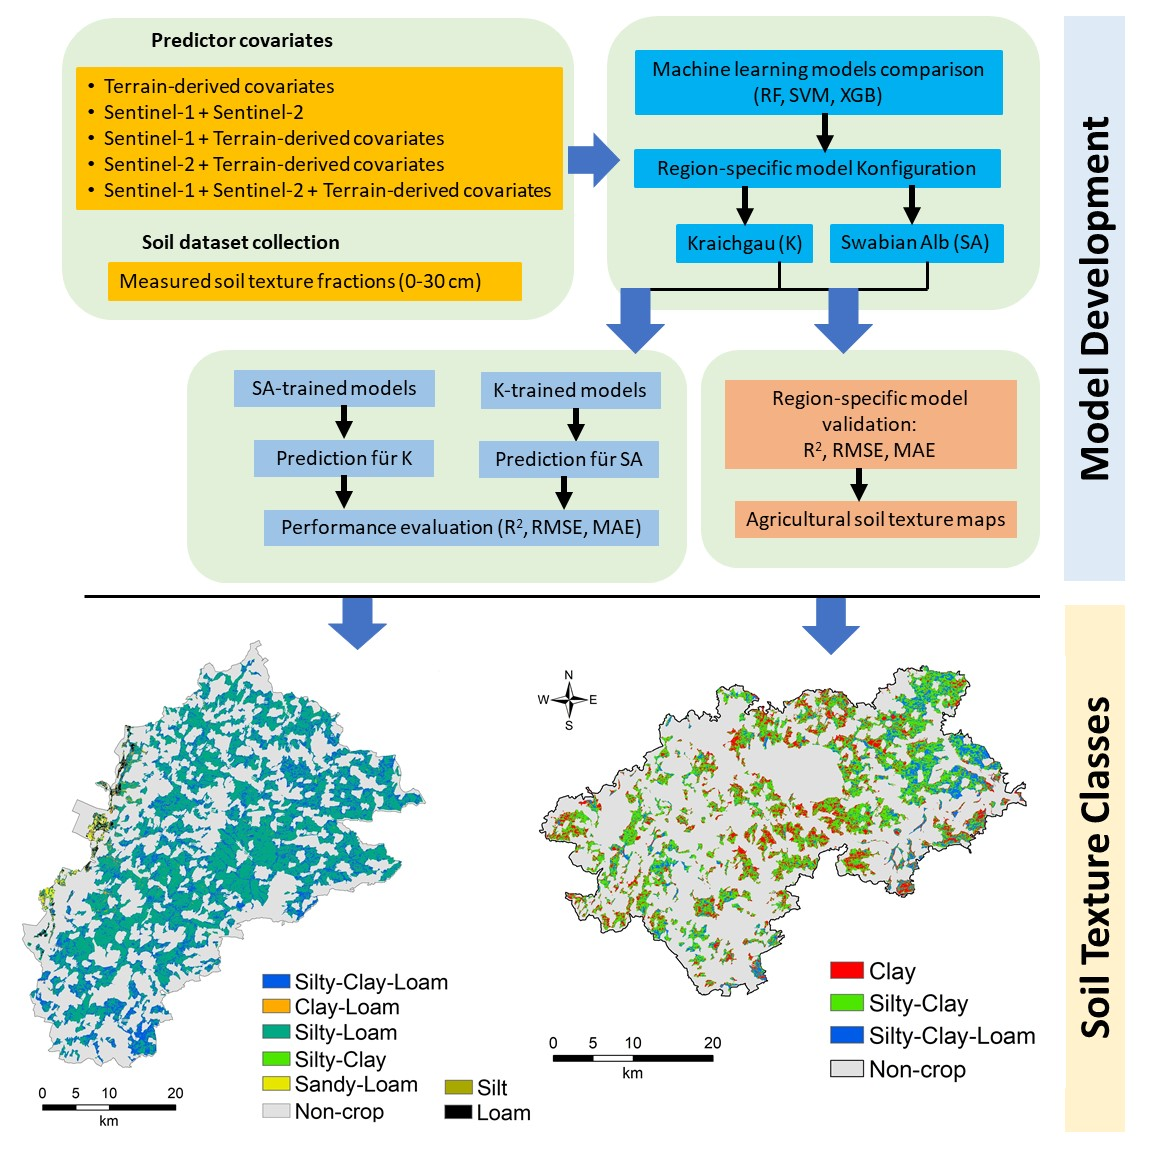 Predictor covariates
• Terrain-derived covariates
• Sentinel-1 + Sentinel-2
• Sentinel-1 + Terrain-derived covariates
• Sentinel-2 + Terrain-derived covariates
• Sentinel-1 + Sentinel-2 + Terrain-derived covariates
Soil dataset collection
Measured soil texture fractions (0-30 cm)
Machine learning models comparison
(RF, SVM, XGB)
Region-specific model Konfiguration
Kraichgau (K)
Swabian Alb (SA)
SA-trained models
Prediction für K
K-trained models
Prediction für SA
Performance evaluation (R², RMSE, MAE)
Region-specific model
validation:
R², RMSE, MAE
Agricultural soil texture maps
Model Development
Silty-Clay-Loam
Clay-Loam
Silty-Loam
Silty-Clay
Sandy-Loam
Non-crop
Silt
Loam
0 5 10 20
km
N
W E
S
Clay
Silty-Clay
Silty-Clay-Loam
Non-crop
0 5 10 20
km
Soil Texture Classes